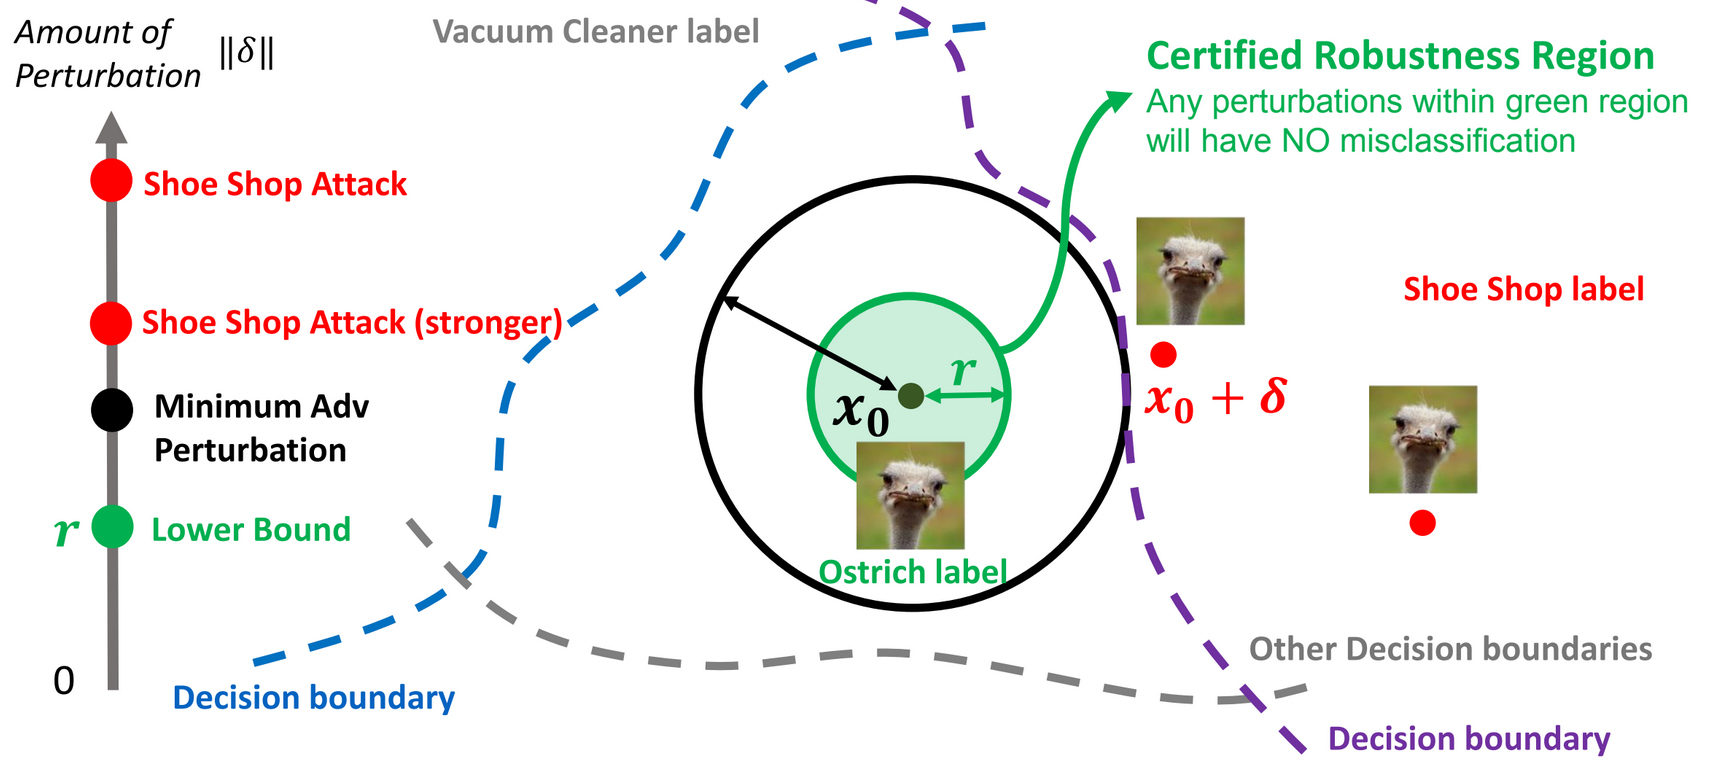 Amount of
Perturbation ‖δ‖
Vacuum Cleaner label
Certified Robustness Region
Any perturbations within green region
will have NO misclassification
Shoe Shop Attack
Shoe Shop label
Shoe Shop Attack (stronger)
r
x₀
x₀ + δ
Minimum Adv
Perturbation
r Lower Bound
Ostrich label
Other Decision boundaries
0
Decision boundary
Decision boundary